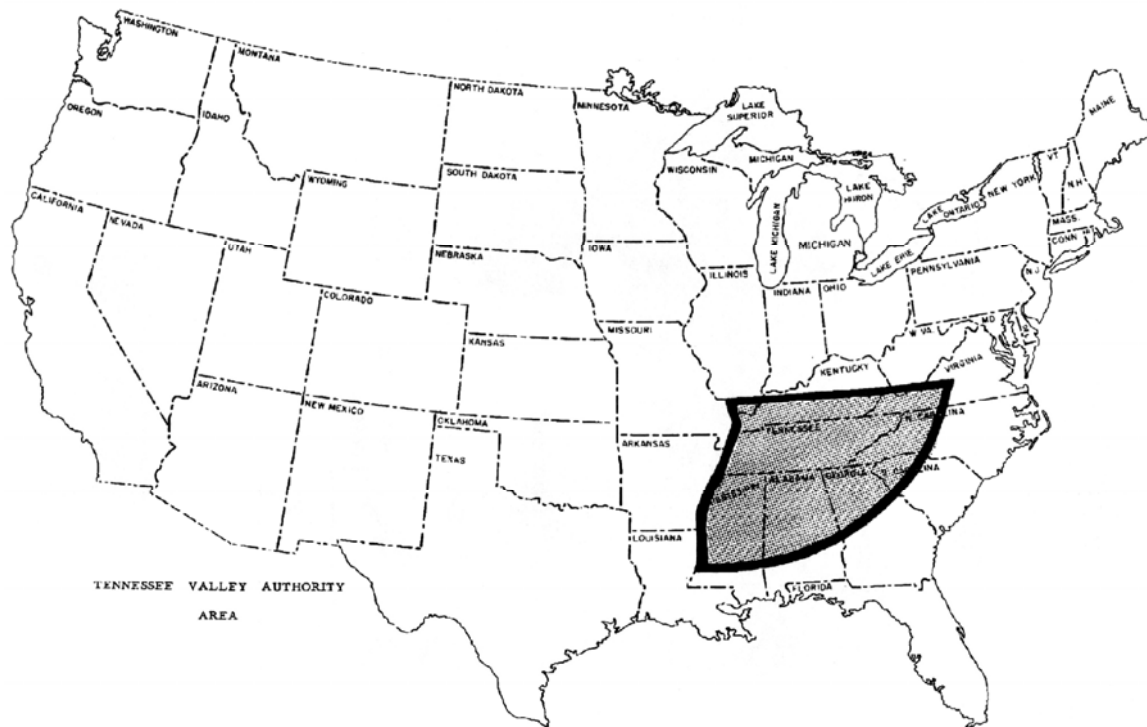 WASHINGTON
MONTANA
NORTH DAKOTA
MINNESOTA
LAKE SUPERIOR
MAINE
OREGON
IDAHO
WISCONSIN
MICHIGAN
VT.
N.H.
NEW YORK
SOUTH DAKOTA
WYOMING
LAKE HURON
LAKE ONTARIO
MASS.
CALIFORNIA
NEVADA
UTAH
NEBRASKA
IOWA
LAKE MICHIGAN
MICHIGAN
LAKE ERIE
CONN
ILLINOIS
INDIANA
OHIO
PENNSYLVANIA
N.J.
COLORADO
KANSAS
MISSOURI
W. VA.
MD.
KENTUCKY
VIRGINIA
ARIZONA
NEW MEXICO
OKLAHOMA
TENNESSEE
N. CAROLINA
ARKANSAS
TEXAS
ALABAMA
GEORGIA
S. CAROLINA
LOUISIANA
FLORIDA
TENNESSEE VALLEY AUTHORITY
AREA